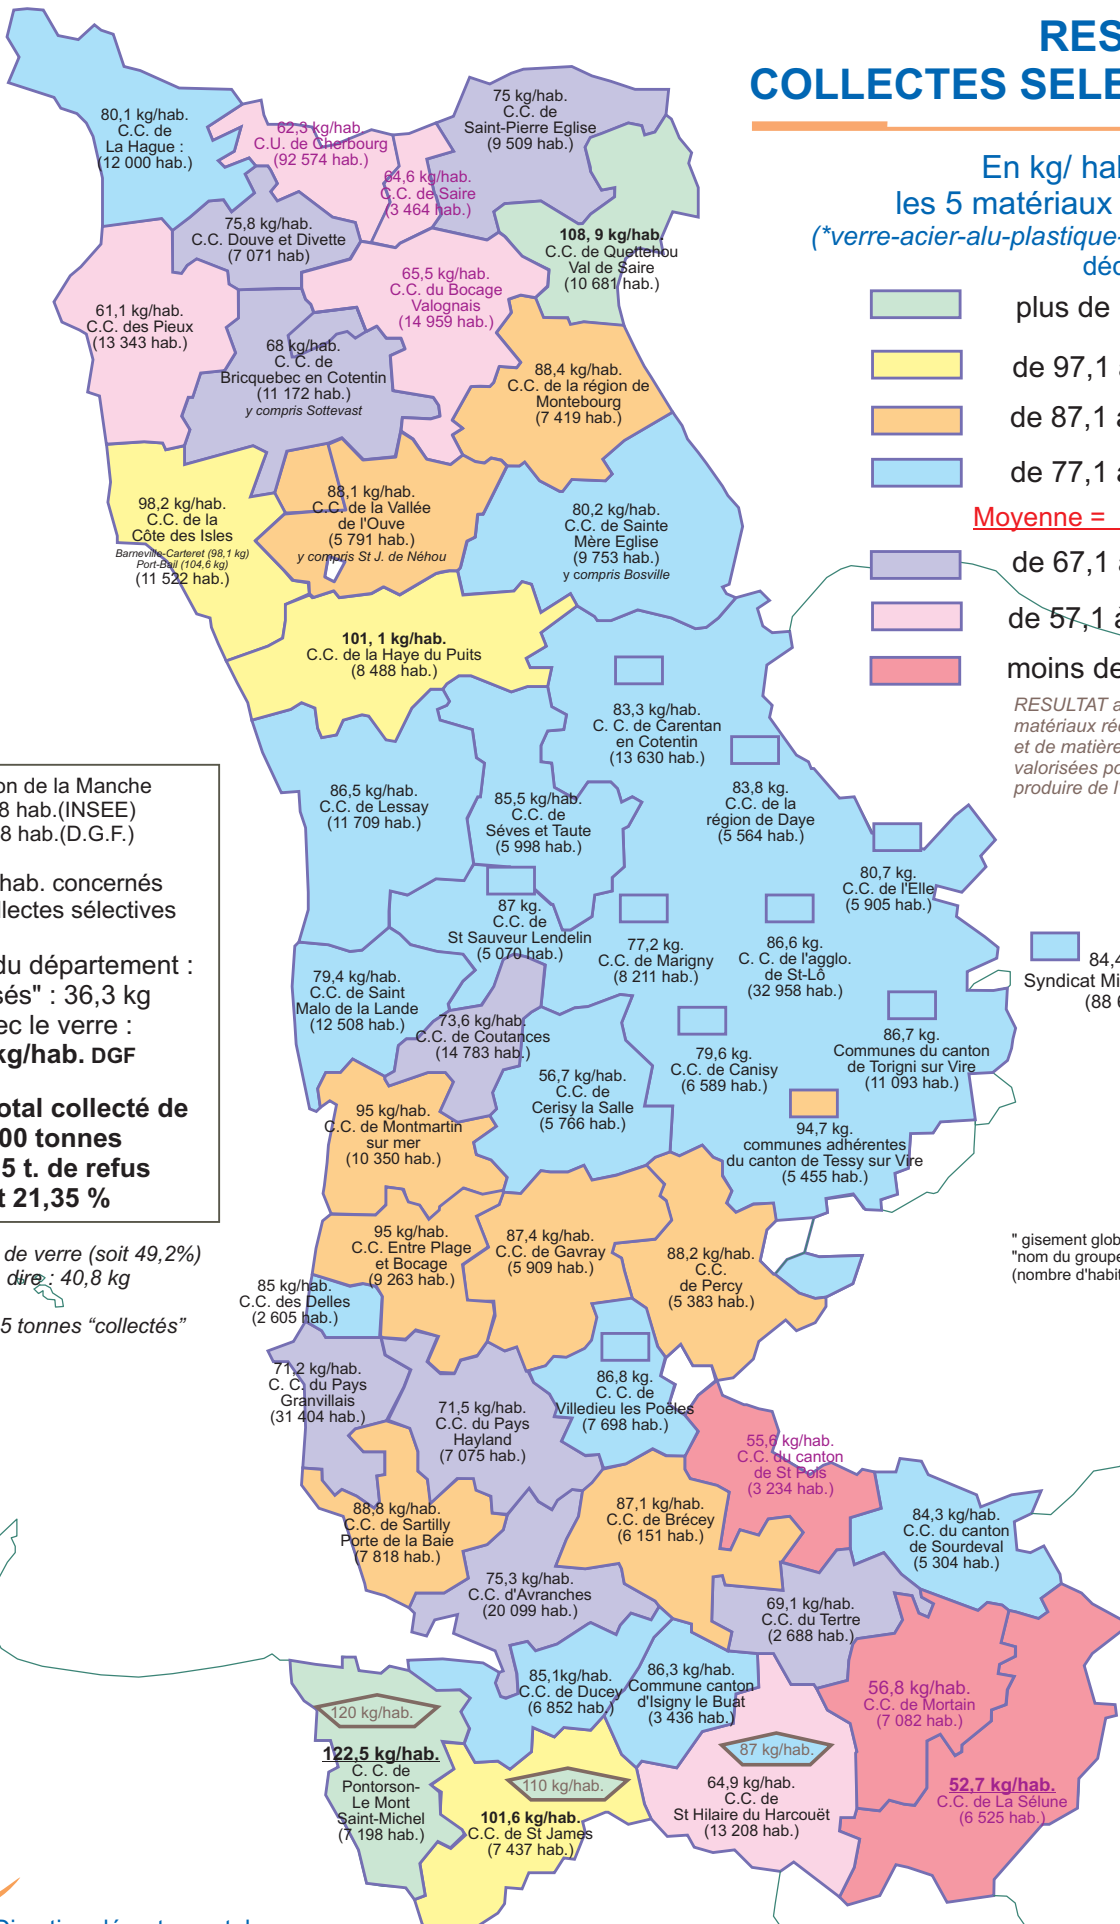 RES
COLLECTES SELE
En kg/ hal
les 5 matériaux
(*verre-acier-alu-plastique-
déc
plus de
de 97,1 à
de 87,1 à
de 77,1 à
Moyenne =
de 67,1 à
de 57,1 à
moins de
RESULTAT a
matériaux réc
et de matière
valorisées po
produire de l'
80,1 kg/hab.
C.C. de
La Hague :
(12 000 hab.)
62,3 kg/hab.
C.U. de Cherbourg
(92 574 hab.)
64,6 kg/hab.
C.C. de Saire
(3 464 hab.)
75 kg/hab.
C.C. de
Saint-Pierre Eglise
(9 509 hab.)
75,8 kg/hab.
C.C. Douve et Divette
(7 071 hab)
108, 9 kg/hab.
C.C. de Quettehou
Val de Saire
(10 681 hab.)
65,5 kg/hab.
C.C. du Bocage
Valognais
(14 959 hab.)
61,1 kg/hab.
C.C. des Pieux
(13 343 hab.)
68 kg/hab.
C. C. de
Bricquebec en Cotentin
(11 172 hab.)
y compris Sottevast
88,4 kg/hab.
C.C. de la région de
Montebourg
(7 419 hab.)
98,2 kg/hab.
C.C. de la
Côte des Isles
Barneville-Carteret (98,1 kg)
Port-Bail (104,6 kg)
(11 522 hab.)
88,1 kg/hab.
C.C. de la Vallée
de l'Ouve
(5 791 hab.)
y compris St J. de Néhou
80,2 kg/hab.
C.C. de Sainte
Mère Eglise
(9 753 hab.)
y compris Bosville
101, 1 kg/hab.
C.C. de la Haye du Puits
(8 488 hab.)
83,3 kg/hab.
C. C. de Carentan
en Cotentin
(13 630 hab.)
86,5 kg/hab.
C.C. de Lessay
(11 709 hab.)
85,5 kg/hab.
C.C. de
Séves et Taute
(5 998 hab.)
83,8 kg.
C.C. de la
région de Daye
(5 564 hab.)
80,7 kg.
C.C. de l'Elle
(5 905 hab.)
87 kg.
C.C. de
St Sauveur Lendelin
(5 070 hab.)
77,2 kg.
C.C. de Marigny
(8 211 hab.)
86,6 kg.
C. C. de l'agglo.
de St-Lô
(32 958 hab.)
84,4
Syndicat Mi
(88 6
79,4 kg/hab.
C.C. de Saint
Malo de la Lande
(12 508 hab.)
73,6 kg/hab.
C.C. de Coutances
(14 783 hab.)
79,6 kg.
C.C. de Canisy
(6 589 hab.)
86,7 kg.
Communes du canton
de Torigni sur Vire
(11 093 hab.)
56,7 kg/hab.
C.C. de
Cerisy la Salle
(5 766 hab.)
95 kg/hab.
C.C. de Montmartin
sur mer
(10 350 hab.)
94,7 kg.
communes adhérentes
du canton de Tessy sur Vire
(5 455 hab.)
on de la Manche
8 hab.(INSEE)
8 hab.(D.G.F.)
hab. concernés
llectes sélectives
du département :
sés" : 36,3 kg
ec le verre :
kg/hab. DGF
otal collecté de
00 tonnes
5 t. de refus
t 21,35 %
de verre (soit 49,2%)
dire : 40,8 kg
5 tonnes “collectés”
95 kg/hab.
C.C. Entre Plage
et Bocage
(9 263 hab.)
87,4 kg/hab.
C.C. de Gavray
(5 909 hab.)
88,2 kg/hab.
C.C.
de Percy
(5 383 hab.)
" gisement glob
"nom du groupe
(nombre d'habit
85 kg/hab.
C.C. des Delles
(2 605 hab.)
71,2 kg/hab.
C. C. du Pays
Granvillais
(31 404 hab.)
71,5 kg/hab.
C.C. du Pays
Hayland
(7 075 hab.)
86,8 kg.
C. C. de
Villedieu les Poëles
(7 698 hab.)
55,6 kg/hab.
C.C. du canton
de St Pois
(3 234 hab.)
88,8 kg/hab.
C.C. de Sartilly
Porte de la Baie
(7 818 hab.)
87,1 kg/hab.
C.C. de Brécey
(6 151 hab.)
84,3 kg/hab.
C.C. du canton
de Sourdeval
(5 304 hab.)
75,3 kg/hab.
C.C. d'Avranches
(20 099 hab.)
69,1 kg/hab.
C.C. du Tertre
(2 688 hab.)
85,1kg/hab.
C.C. de Ducey
(6 852 hab.)
86,3 kg/hab.
Commune canton
d'Isigny le Buat
(3 436 hab.)
56,8 kg/hab.
C.C. de Mortain
(7 082 hab.)
120 kg/hab.
122,5 kg/hab.
C. C. de
Pontorson-
Le Mont
Saint-Michel
(7 198 hab.)
110 kg/hab.
101,6 kg/hab.
C.C. de St James
(7 437 hab.)
87 kg/hab.
64,9 kg/hab.
C.C. de
St Hilaire du Harcouët
(13 208 hab.)
52,7 kg/hab.
C.C. de La Sélune
(6 525 hab.)